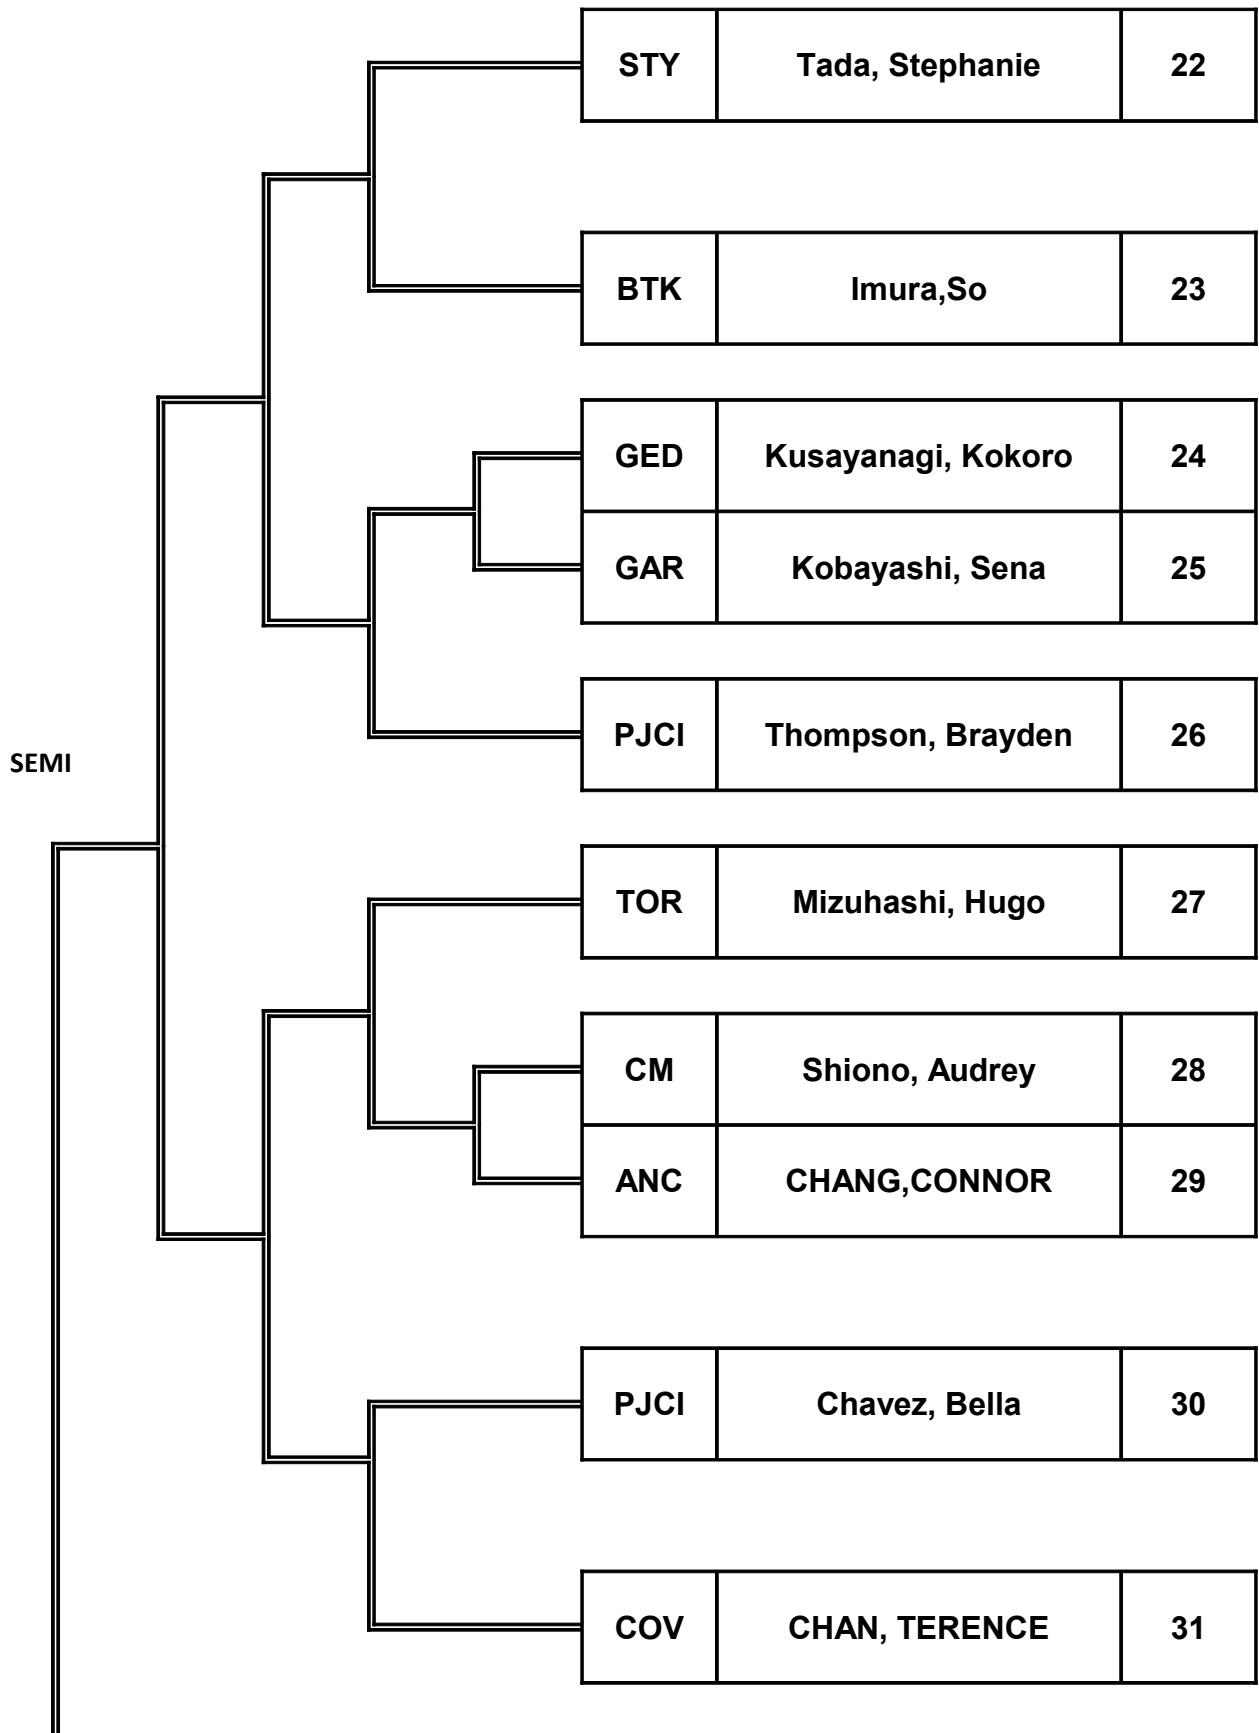 STY Tada, Stephanie 22
BTK Imura,So 23
GED Kusayanagi, Kokoro 24
GAR Kobayashi, Sena 25
PJCI Thompson, Brayden 26
SEMI
TOR Mizuhashi, Hugo 27
CM Shiono, Audrey 28
ANC CHANG,CONNOR 29
PJCI Chavez, Bella 30
COV CHAN, TERENCE 31